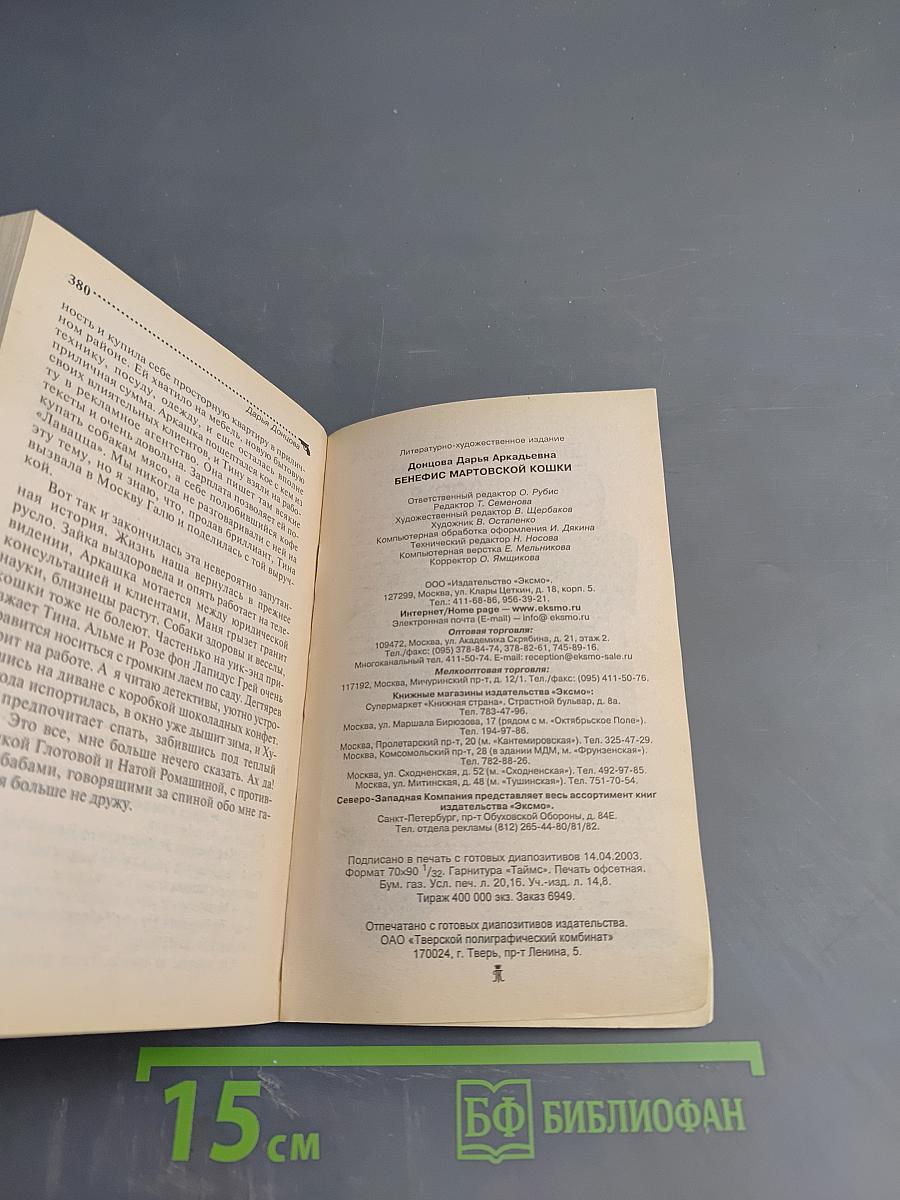 380
Дарья Донцова
ность и купила себе просторную квартиру в прилич-
ном районе. Ей хватило на мебель, новую бытовую
технику, посуду, одежду, и еще осталась вполне
приличная сумма. Аркашка пошептался кое с кем из
своих влиятельных клиентов, и Тину взяли на рабо-
ту в рекламное агентство. Она пишет там всякие
тексты и очень довольна. Зарплата позволяет ей по-
купать собакам мясо, а себе полюбившийся кофе
«Лавацца». Мы никогда не разговаривали с ней на
эту тему, но я знаю, что, продав бриллиант, Тина
вызвала в Москву Галю и поделилась с той выруч-
кой.
Вот так и закончилась эта невероятно запутан-
ная история. Жизнь наша вернулась в прежнее
русло. Зайка выздоровела и опять работает на теле-
видении, Аркашка мотается между юридической
консультацией и клиентами, Маня грызет гранит
науки, близнецы растут. Собаки здоровы и веселы,
кошки тоже не болеют. Частенько на уик-энд при-
зжает Тина. Альме и Розе фон Лапидус Грей очень
равится носиться с громким лаем по саду. Дегтярев
рит на работе. А я читаю детективы, уютно устро-
шись на диване с коробкой шоколадных конфет.
ода испортилась, в окно уже дышит зима, и Ху-
предпочитает спать, забившись под теплый
Это все, мне больше нечего сказать. Ах да!
кой Глотовой и Натой Ромашиной, с против-
бабами, говорящими за спиной обо мне га-
я больше не дружу.
Литературно-художественное издание
Донцова Дарья Аркадьевна
БЕНЕФИС МАРТОВСКОЙ КОШКИ
Ответственный редактор О. Рубис
Редактор Т. Семенова
Художественный редактор В. Щербаков
Художник В. Остапенко
Компьютерная обработка оформления И. Дякина
Технический редактор Н. Носова
Компьютерная верстка Е. Мельникова
Корректор О. Ямщикова
ООО «Издательство «Эксмо».
127299, Москва, ул. Клары Цеткин, д. 18, корп. 5.
Тел.: 411-68-86, 956-39-21.
Интернет/Home page — www.eksmo.ru
Электронная почта (E-mail) — info@ eksmo.ru
Оптовая торговля:
109472, Москва, ул. Академика Скрябина, д. 21, этаж 2.
Тел./факс: (095) 378-84-74, 378-82-61, 745-89-16.
Многоканальный тел. 411-50-74. E-mail: reception@eksmo-sale.ru
Мелкооптовая торговля:
117192, Москва, Мичуринский пр-т, д. 12/1. Тел./факс: (095) 411-50-76.
Книжные магазины издательства «Эксмо»:
Супермаркет «Книжная страна». Страстной бульвар, д. 8а.
Тел. 783-47-96.
Москва, ул. Маршала Бирюзова, 17 (рядом с м. «Октябрьское Поле»).
Тел. 194-97-86.
Москва, Пролетарский пр-т, 20 (м. «Кантемировская»). Тел. 325-47-29.
Москва, Комсомольский пр-т, 28 (в здании МДМ, м. «Фрунзенская»).
Тел. 782-88-26.
Москва, ул. Сходненская, д. 52 (м. «Сходненская»). Тел. 492-97-85.
Москва, ул. Митинская, д. 48 (м. «Тушинская»). Тел. 751-70-54.
Северо-Западная Компания представляет весь ассортимент книг
издательства «Эксмо».
Санкт-Петербург, пр-т Обуховской Обороны, д. 84Е.
Тел. отдела рекламы (812) 265-44-80/81/82.
Подписано в печать с готовых диапозитивов 14.04.2003.
Формат 70×90 1/32. Гарнитура «Таймс». Печать офсетная.
Бум. газ. Усл. печ. л. 20,16. Уч.-изд. л. 14,8.
Тираж 400 000 экз. Заказ 6949.
Отпечатано с готовых диапозитивов издательства.
ОАО «Тверской полиграфический комбинат»
170024, г. Тверь, пр-т Ленина, 5.
15 см
БФ БИБЛИОФАН